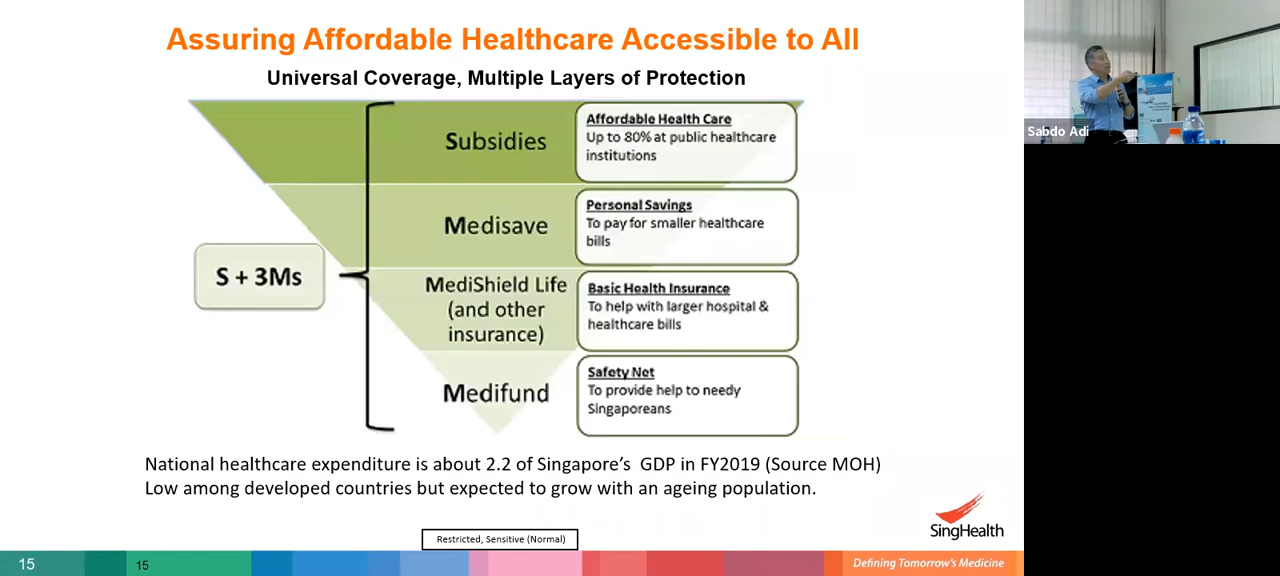 Assuring Affordable Healthcare Accessible to All
Universal Coverage, Multiple Layers of Protection
S + 3Ms
Subsidies
Affordable Health Care
Up to 80% at public healthcare
institutions
Medisave
Personal Savings
To pay for smaller healthcare
bills
MediShield Life
(and other
insurance)
Basic Health Insurance
To help with larger hospital &
healthcare bills
Medifund
Safety Net
To provide help to needy
Singaporeans
National healthcare expenditure is about 2.2 of Singapore's  GDP in FY2019 (Source MOH)
Low among developed countries but expected to grow with an ageing population.
SingHealth
Restricted, Sensitive (Normal)
15
15
Defining Tomorrow's Medicine
Sabdo Adi